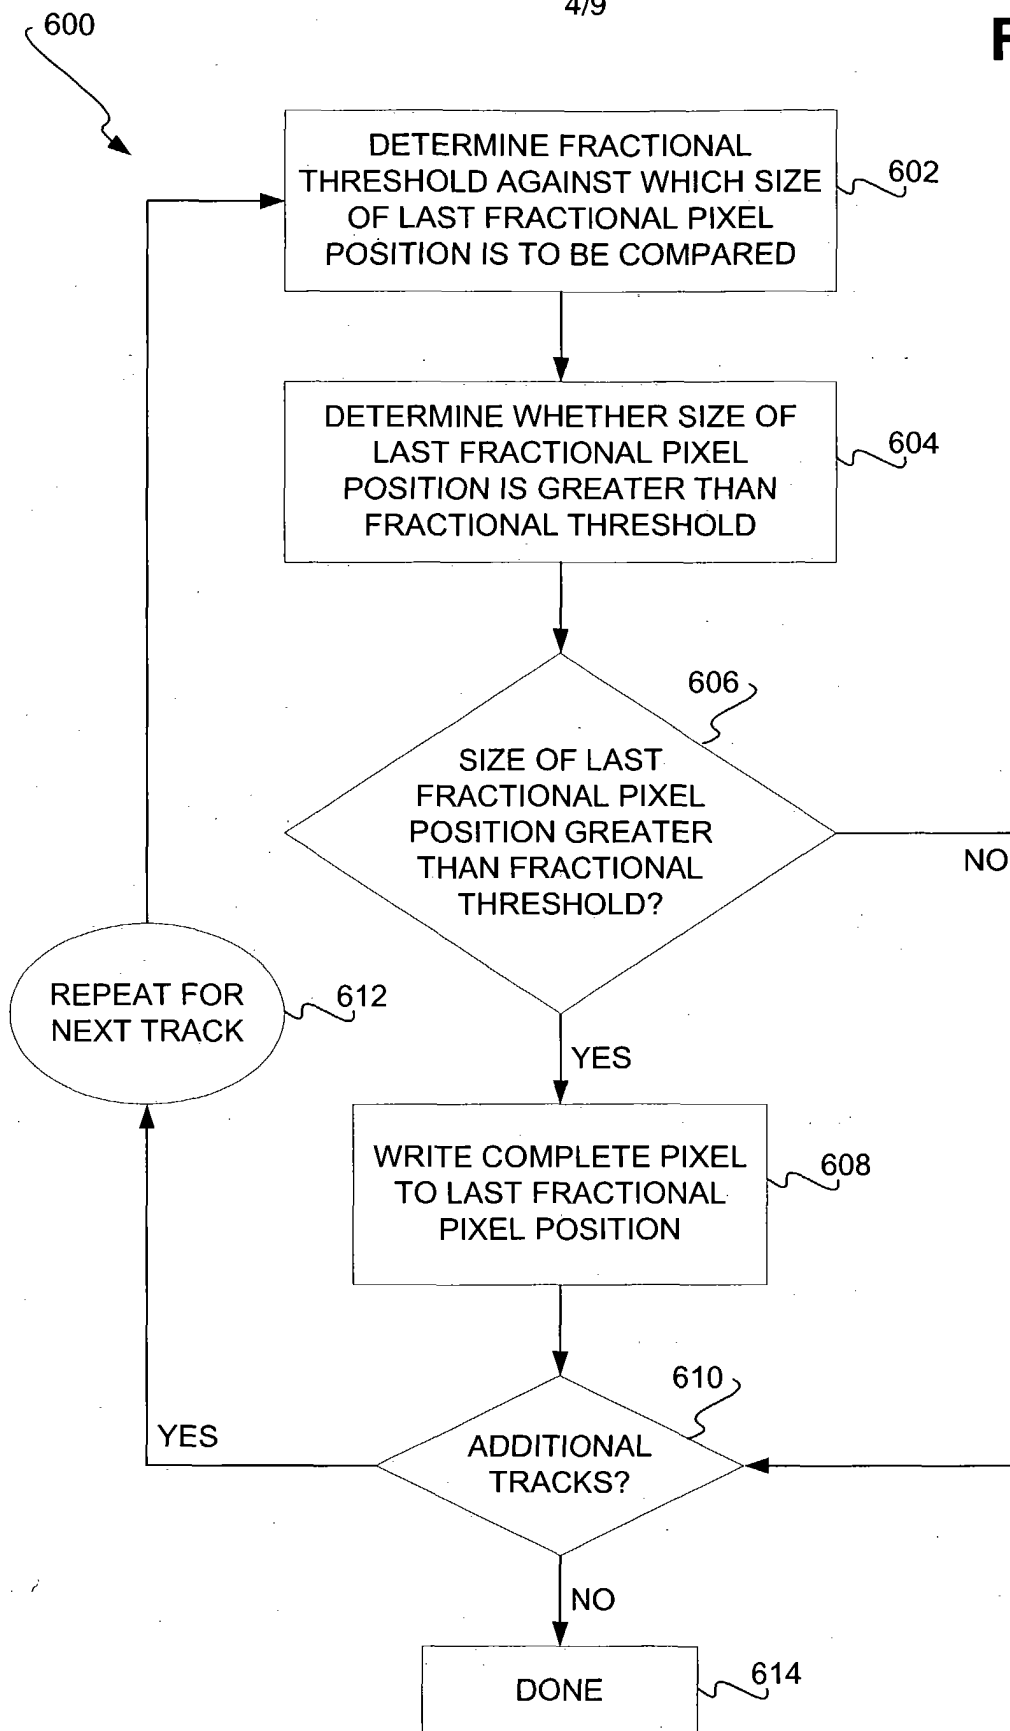 4/9
600
F
DETERMINE FRACTIONAL
THRESHOLD AGAINST WHICH SIZE
OF LAST FRACTIONAL PIXEL
POSITION IS TO BE COMPARED
602
DETERMINE WHETHER SIZE OF
LAST FRACTIONAL PIXEL
POSITION IS GREATER THAN
FRACTIONAL THRESHOLD
604
606
SIZE OF LAST
FRACTIONAL PIXEL
POSITION GREATER
THAN FRACTIONAL
THRESHOLD?
NO
REPEAT FOR
NEXT TRACK
612
YES
WRITE COMPLETE PIXEL
TO LAST FRACTIONAL
PIXEL POSITION
608
610
YES
ADDITIONAL
TRACKS?
NO
DONE
614